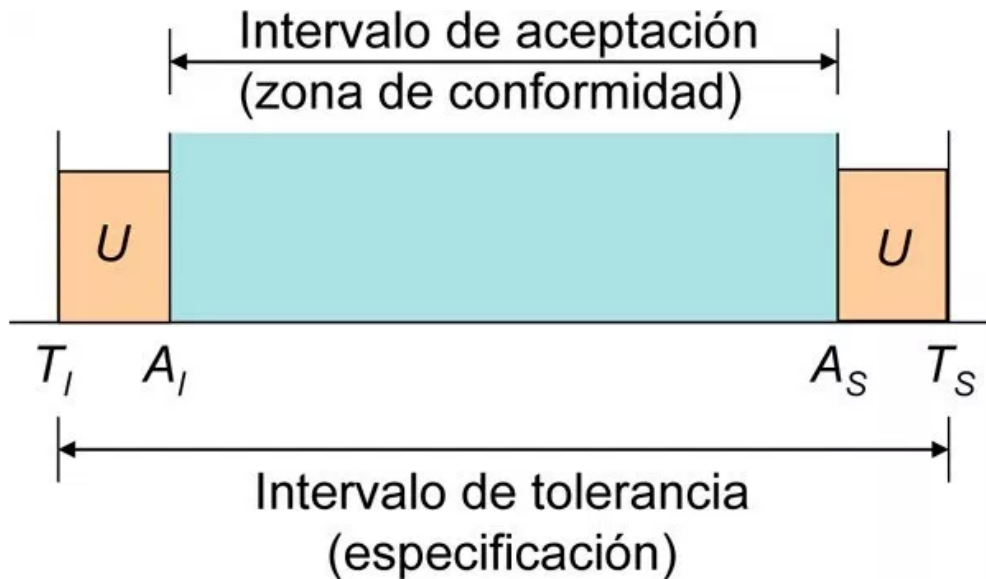 Intervalo de aceptación
(zona de conformidad)
U
U
T_I A_I A_S T_S
Intervalo de tolerancia
(especificación)